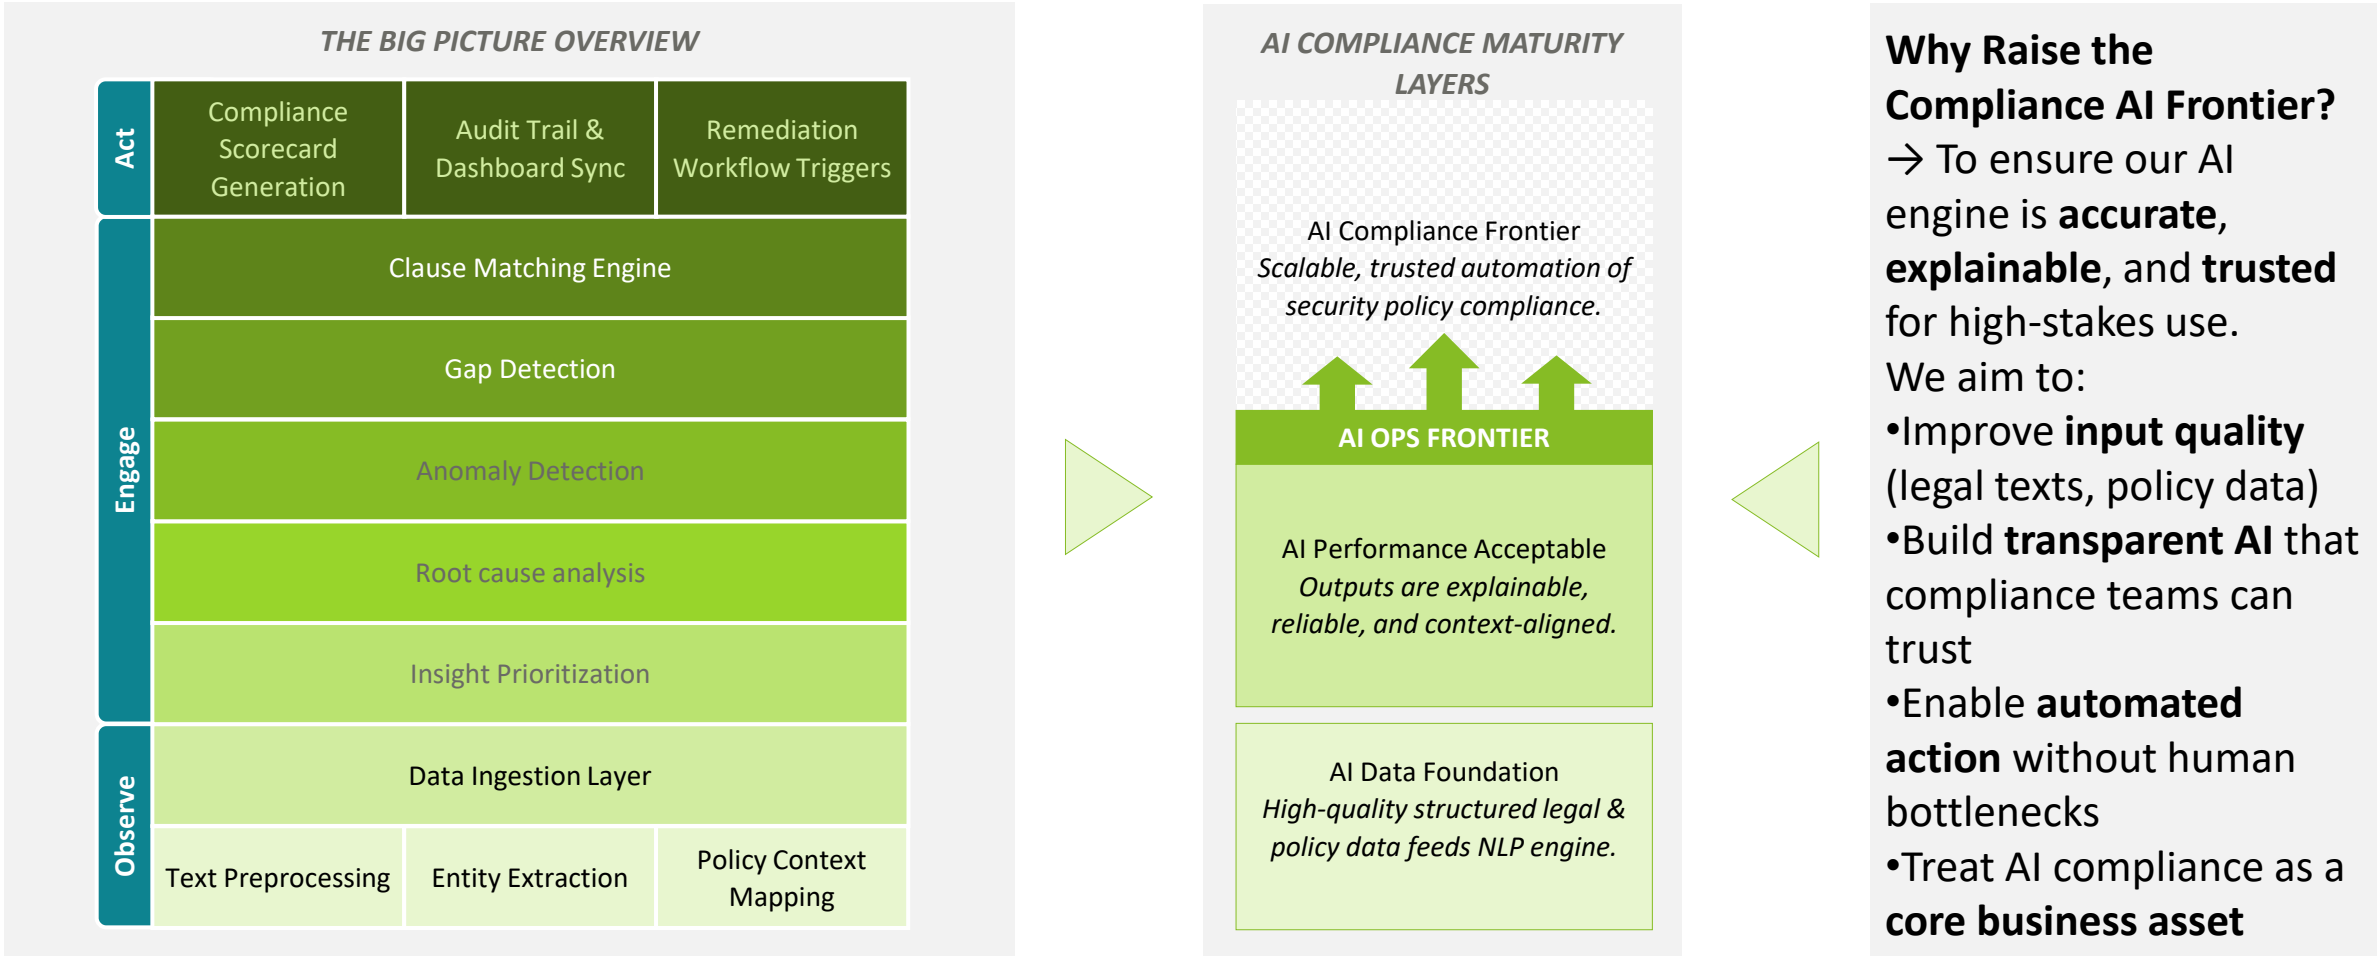 THE BIG PICTURE OVERVIEW
Act
Compliance
Scorecard
Generation
Audit Trail &
Dashboard Sync
Remediation
Workflow Triggers
Engage
Clause Matching Engine
Gap Detection
Anomaly Detection
Root cause analysis
Insight Prioritization
Observe
Data Ingestion Layer
Text Preprocessing
Entity Extraction
Policy Context
Mapping
AI COMPLIANCE MATURITY
LAYERS
AI Compliance Frontier
Scalable, trusted automation of
security policy compliance.
AI OPS FRONTIER
AI Performance Acceptable
Outputs are explainable,
reliable, and context-aligned.
AI Data Foundation
High-quality structured legal &
policy data feeds NLP engine.
Why Raise the
Compliance AI Frontier?
→ To ensure our AI
engine is accurate,
explainable, and trusted
for high-stakes use.
We aim to:
•Improve input quality
(legal texts, policy data)
•Build transparent AI that
compliance teams can
trust
•Enable automated
action without human
bottlenecks
•Treat AI compliance as a
core business asset